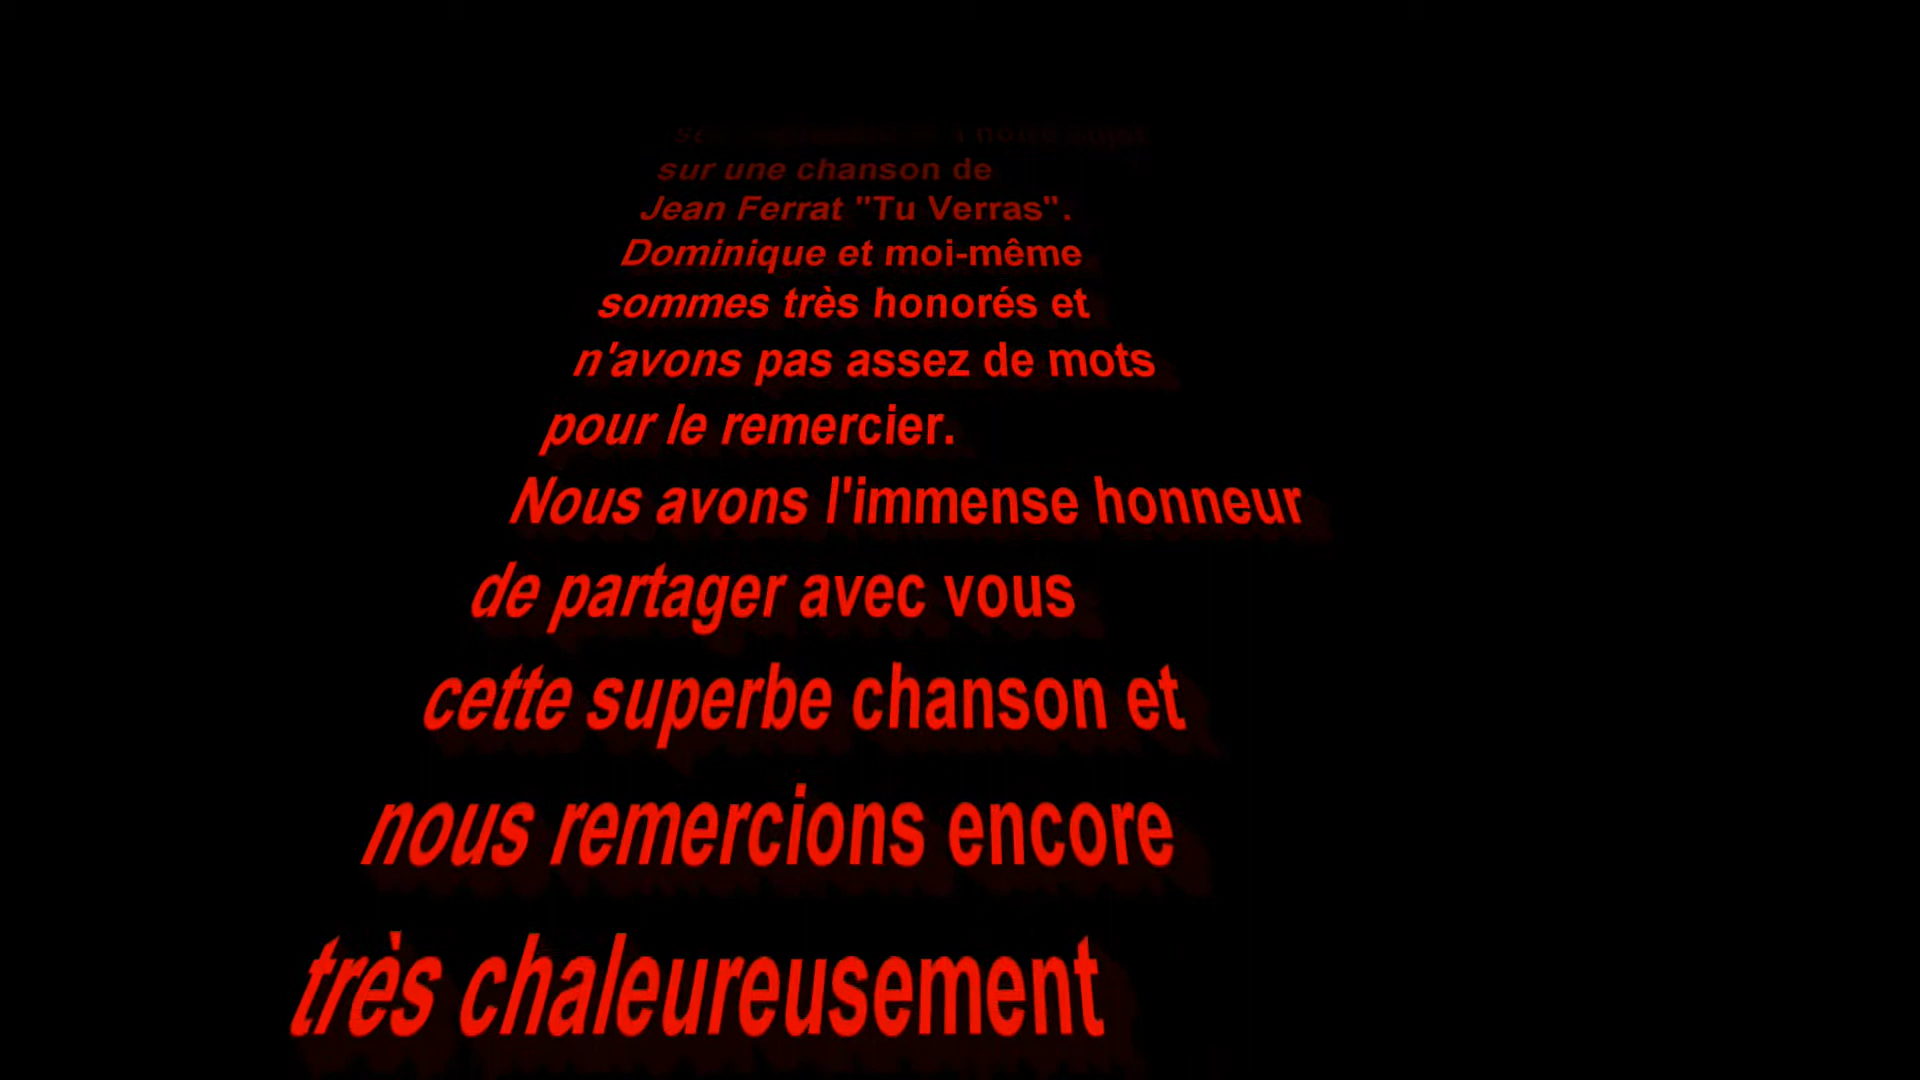 sur une chanson de
Jean Ferrat "Tu Verras".
Dominique et moi-même
sommes très honorés et
n'avons pas assez de mots
pour le remercier.
Nous avons l'immense honneur
de partager avec vous
cette superbe chanson et
nous remercions encore
très chaleureusement